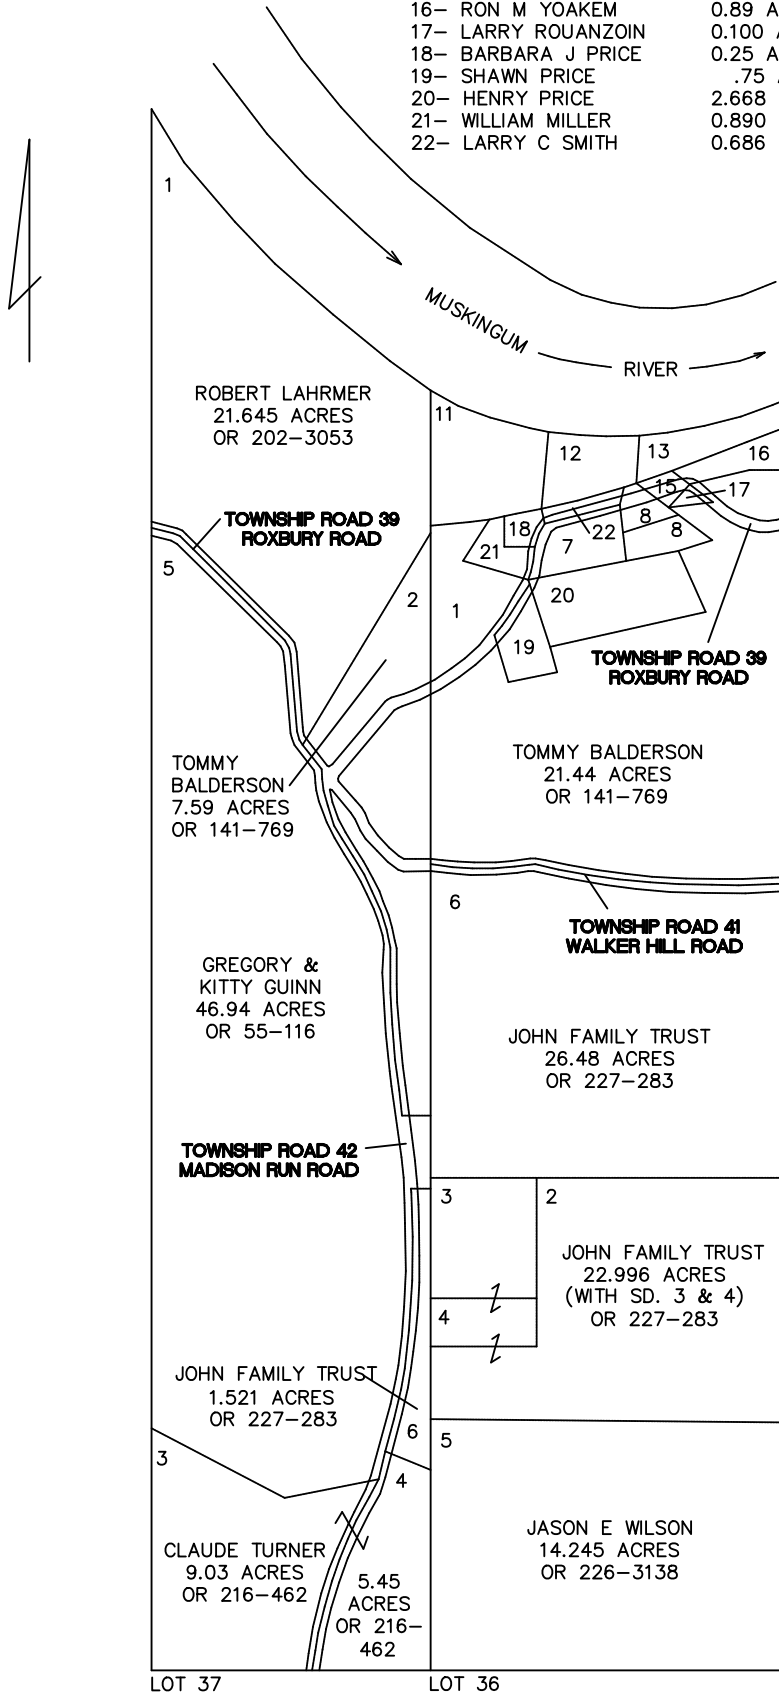 16– RON M YOAKEM 0.89 A
17– LARRY ROUANZOIN 0.100
18– BARBARA J PRICE 0.25 A
19– SHAWN PRICE .75
20– HENRY PRICE 2.668
21– WILLIAM MILLER 0.890
22– LARRY C SMITH 0.686
1
MUSKINGUM
RIVER
ROBERT LAHRMER
21.645 ACRES
OR 202–3053
11
12
13
16
15
17
TOWNSHIP ROAD 39
ROXBURY ROAD
18
22
8
8
21
7
5
2
1
20
19
TOWNSHIP ROAD 39
ROXBURY ROAD
TOMMY
BALDERSON
7.59 ACRES
OR 141–769
TOMMY BALDERSON
21.44 ACRES
OR 141–769
6
TOWNSHIP ROAD 41
WALKER HILL ROAD
GREGORY &
KITTY GUINN
46.94 ACRES
OR 55–116
JOHN FAMILY TRUST
26.48 ACRES
OR 227–283
TOWNSHIP ROAD 42
MADISON RUN ROAD
3
2
JOHN FAMILY TRUST
22.996 ACRES
(WITH SD. 3 & 4)
OR 227–283
4
JOHN FAMILY TRUST
1.521 ACRES
OR 227–283
6
5
3
4
CLAUDE TURNER
9.03 ACRES
OR 216–462
5.45
ACRES
OR 216–
462
JASON E WILSON
14.245 ACRES
OR 226–3138
LOT 37
LOT 36